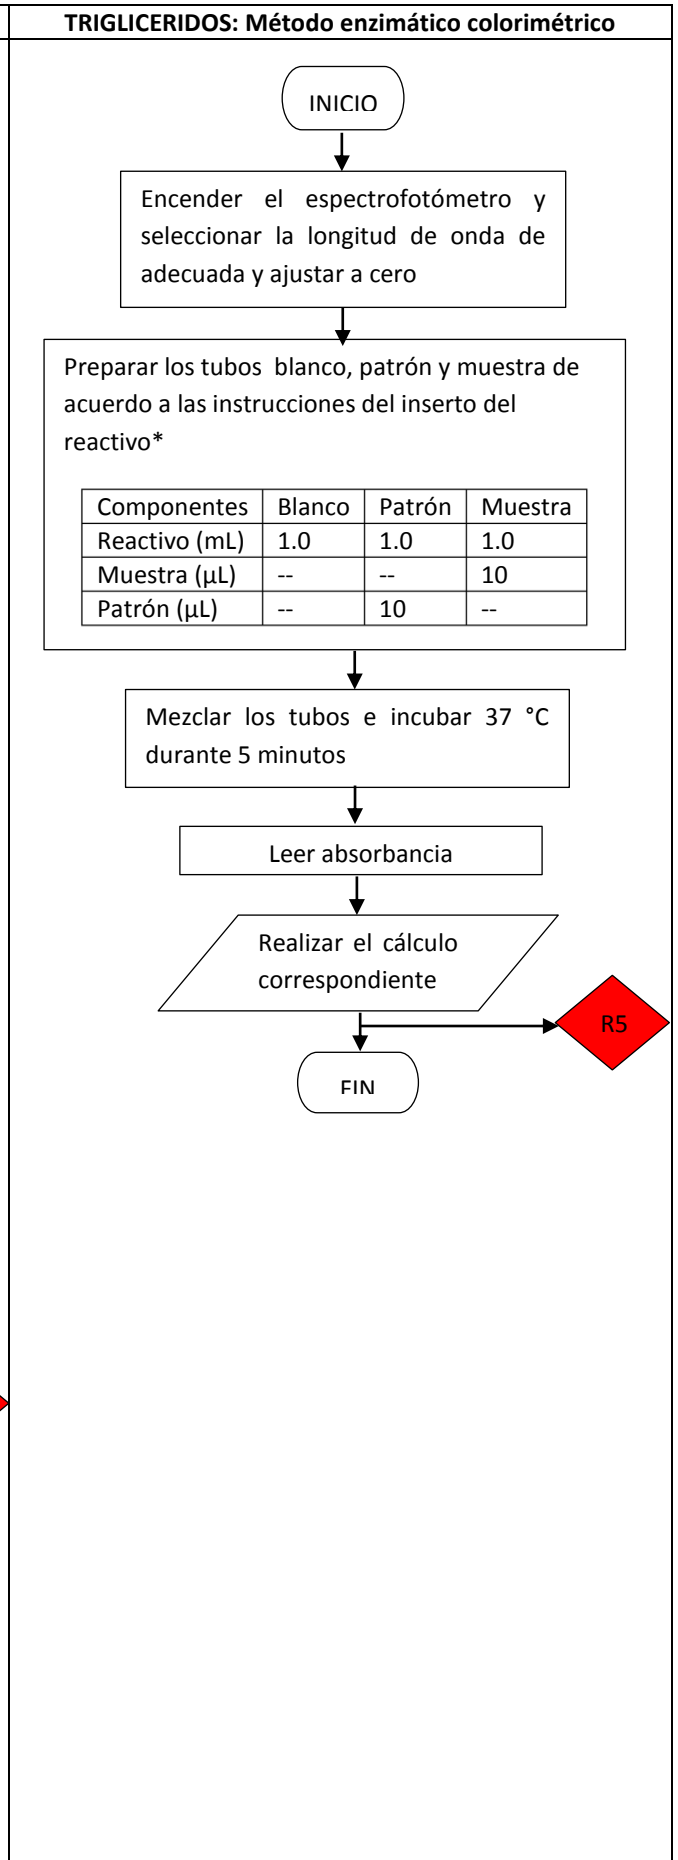 TRIGLICERIDOS: Método enzimático colorimétrico
INICIO
Encender el espectrofotómetro y
seleccionar la longitud de onda de
adecuada y ajustar a cero
Preparar los tubos blanco, patrón y muestra de
acuerdo a las instrucciones del inserto del
reactivo*
Componentes Blanco Patrón Muestra
Reactivo (mL) 1.0 1.0 1.0
Muestra (µL) -- -- 10
Patrón (µL) -- 10 --
Mezclar los tubos e incubar 37 °C
durante 5 minutos
Leer absorbancia
Realizar el cálculo
correspondiente
R5
FIN